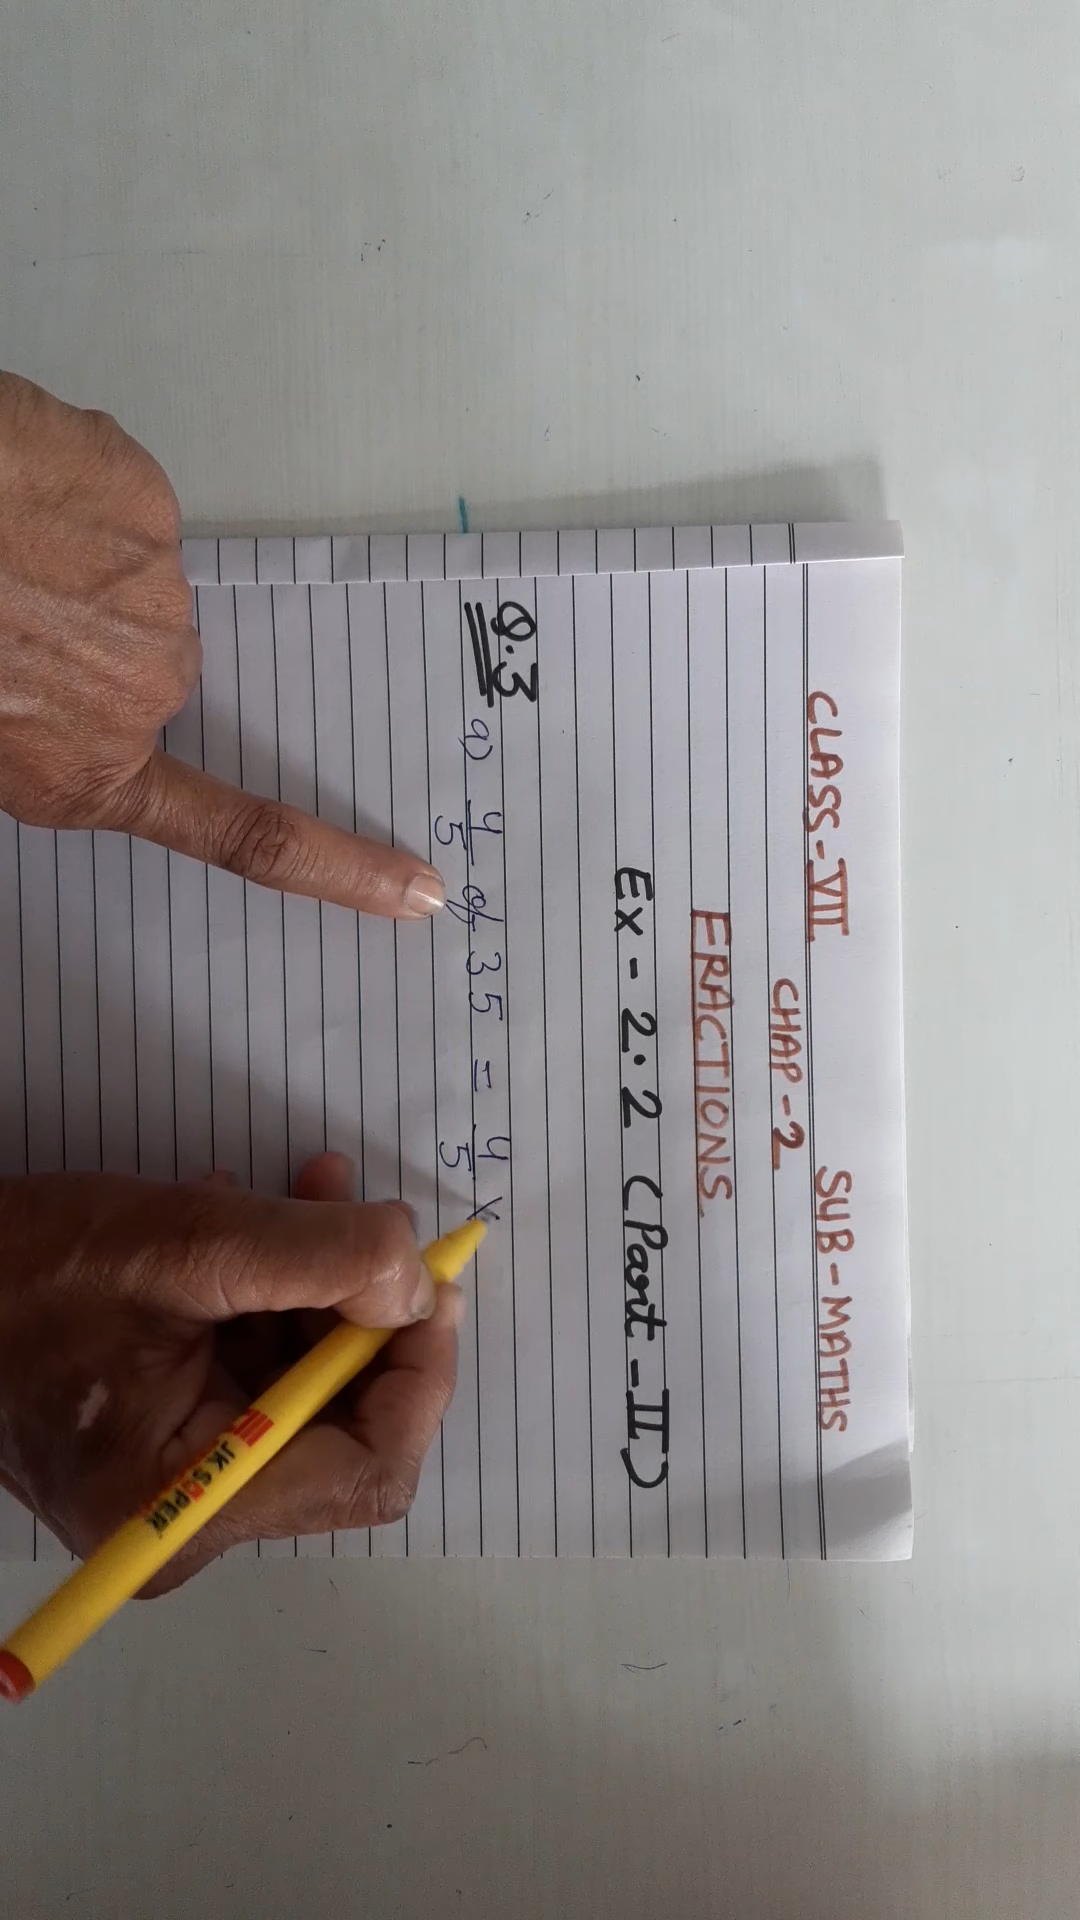 CLASS-VII SUB-MATHS
CHAP-2
FRACTIONS
Ex-2.2 (Part-II)
Q.3
a) 4/5 of 35 = 4/5 x
JK SOPEN